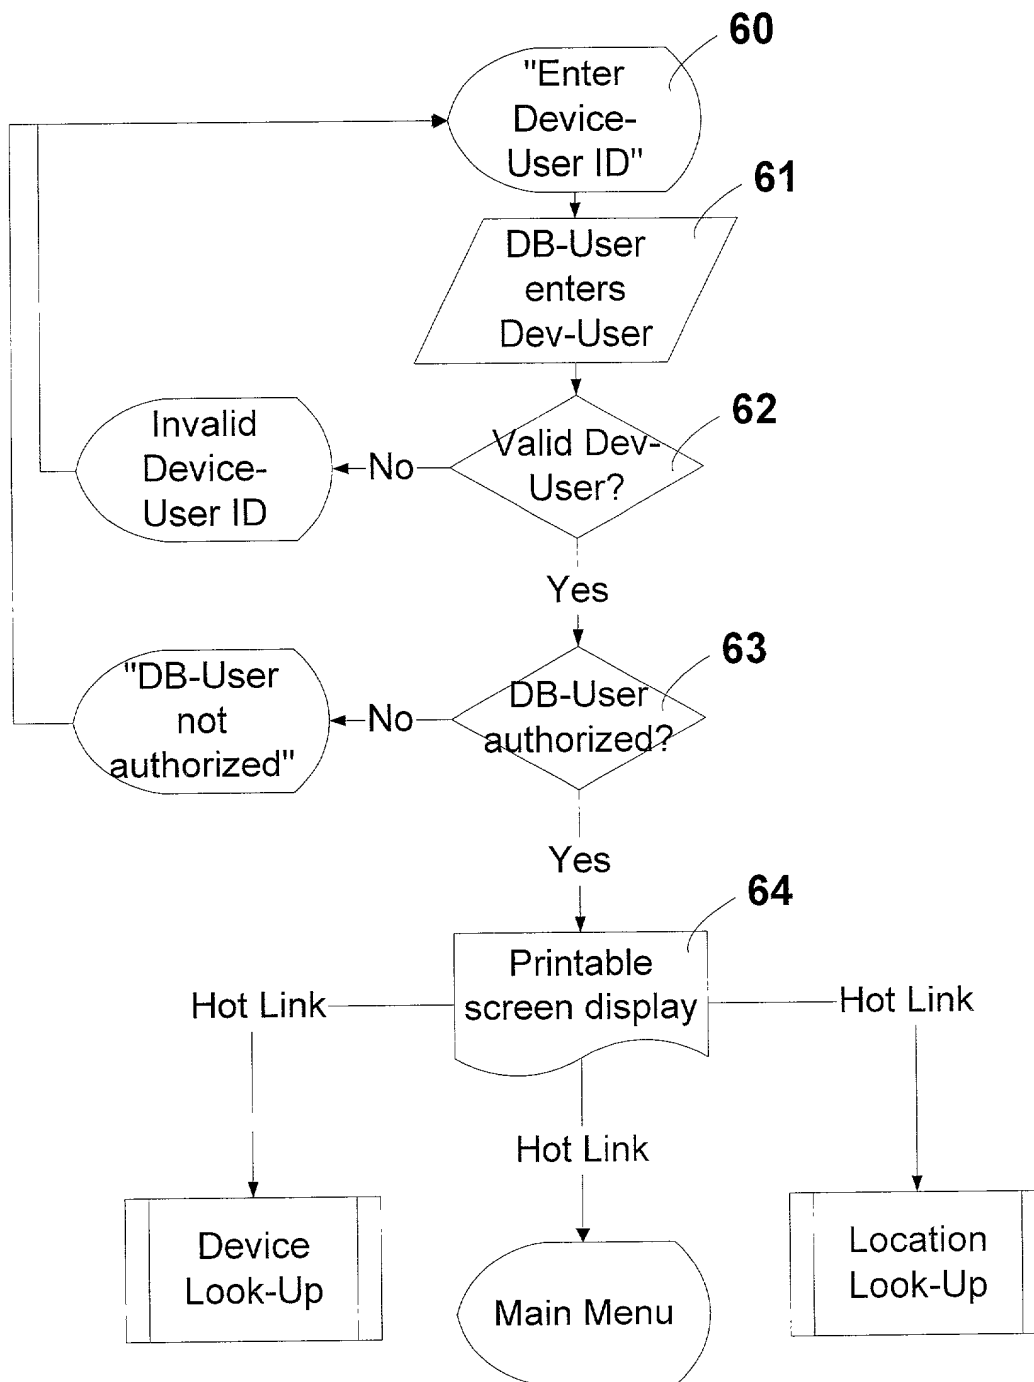 60
"Enter
Device-
User ID"
61
DB-User
enters
Dev-User
62
Valid Dev-
User?
No
Invalid
Device-
User ID
Yes
63
DB-User
authorized?
No
"DB-User
not
authorized"
Yes
64
Printable
screen display
Hot Link
Hot Link
Hot Link
Device
Look-Up
Main Menu
Location
Look-Up